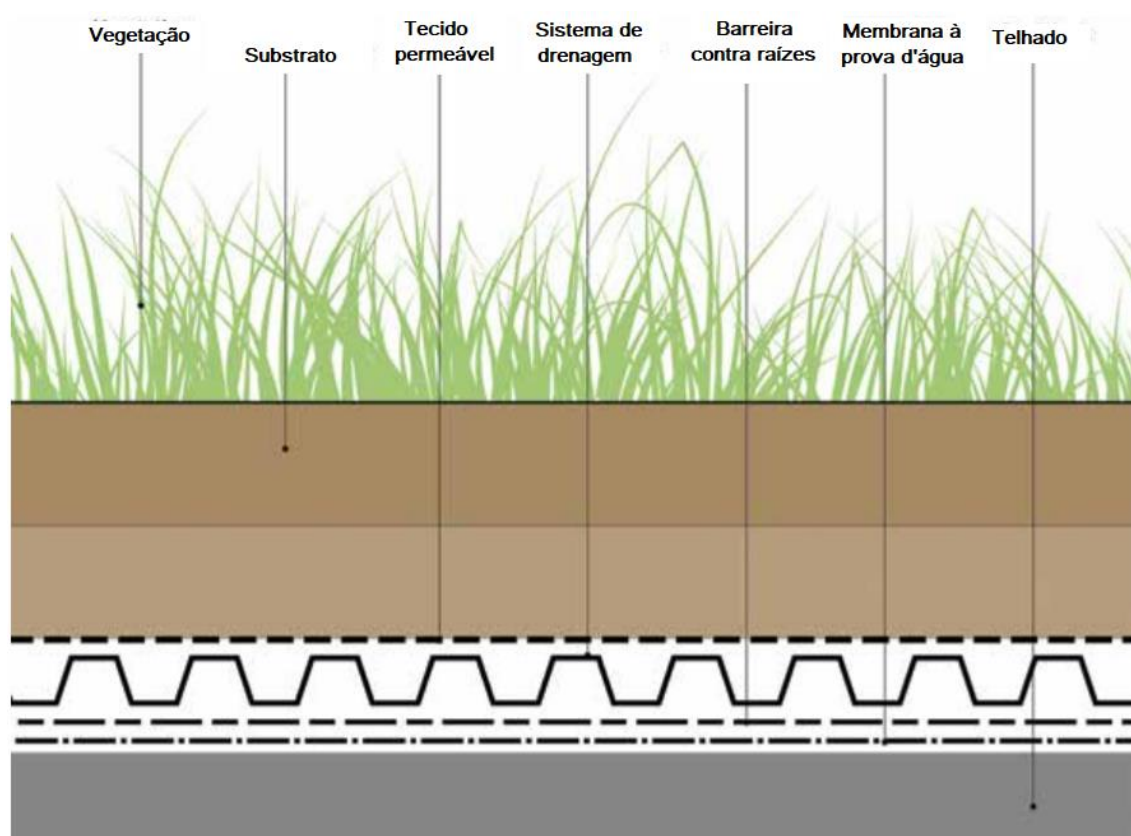 Vegetação
Substrato
Tecido
permeável
Sistema de
drenagem
Barreira
contra raízes
Membrana à
prova d'água
Telhado